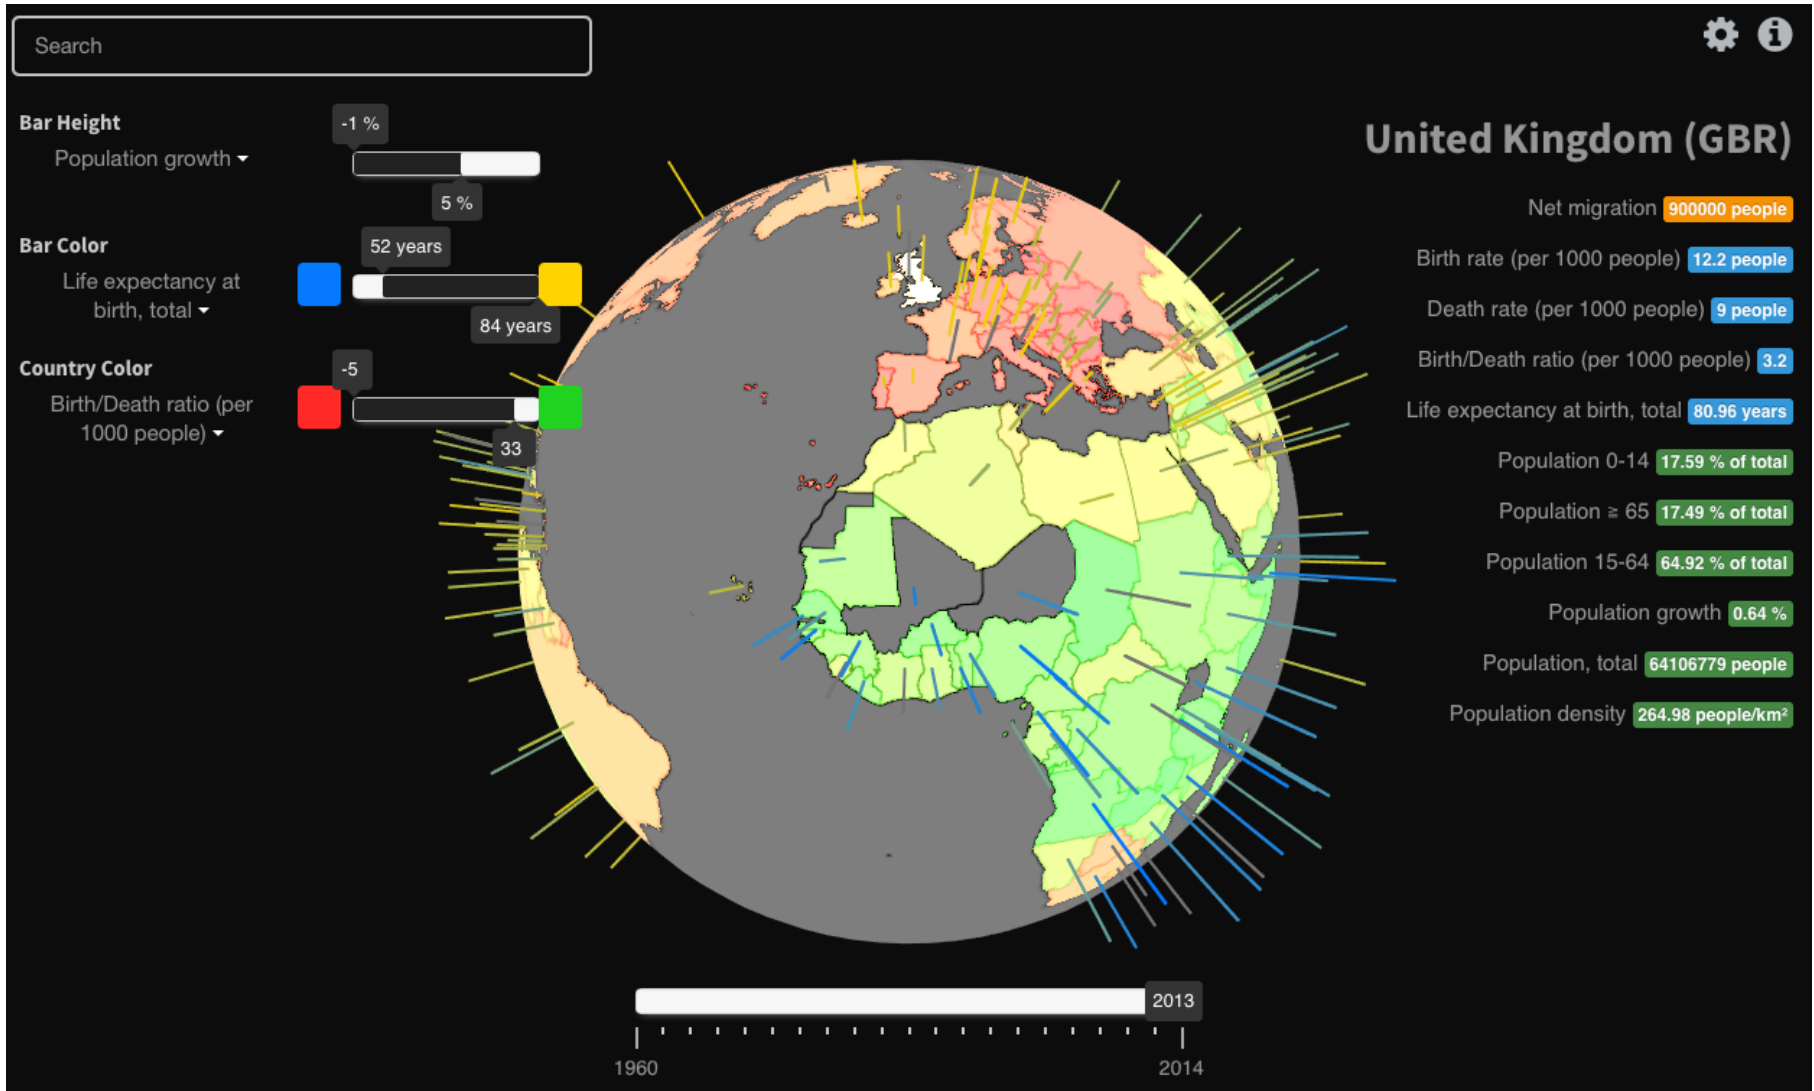 Search
Bar Height
Population growth
-1 %
5 %
Bar Color
Life expectancy at
birth, total
52 years
84 years
Country Color
Birth/Death ratio (per
1000 people)
-5
33
United Kingdom (GBR)
Net migration 900000 people
Birth rate (per 1000 people) 12.2 people
Death rate (per 1000 people) 9 people
Birth/Death ratio (per 1000 people) 3.2
Life expectancy at birth, total 80.96 years
Population 0-14 17.59 % of total
Population ≥ 65 17.49 % of total
Population 15-64 64.92 % of total
Population growth 0.64 %
Population, total 64106779 people
Population density 264.98 people/km²
2013
1960
2014